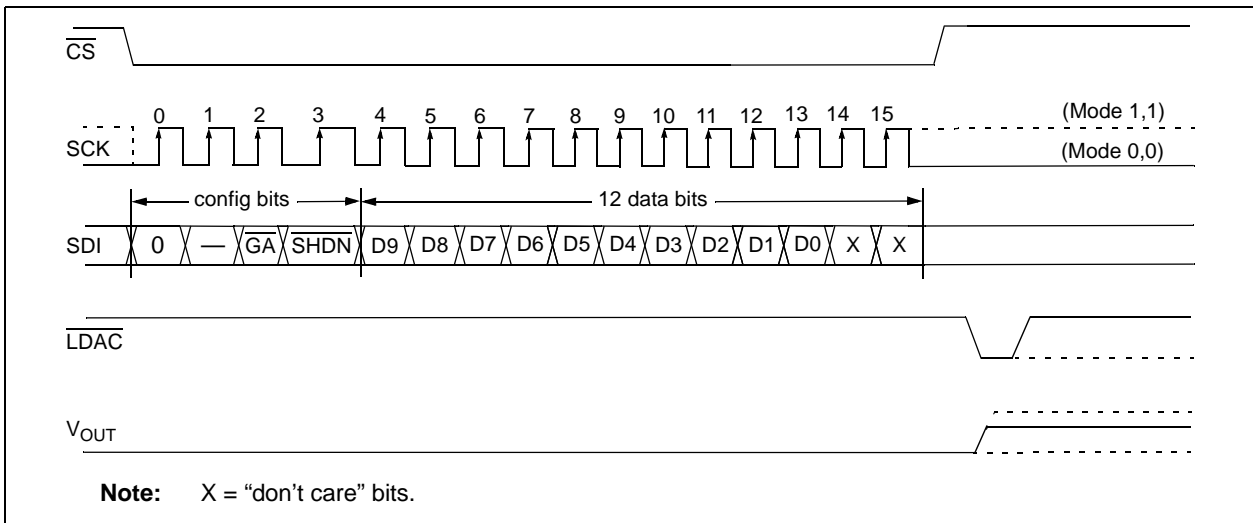 CS
0 1 2 3 4 5 6 7 8 9 10 11 12 13 14 15 (Mode 1,1)
SCK (Mode 0,0)
config bits 12 data bits
SDI 0 — GA SHDN D9 D8 D7 D6 D5 D4 D3 D2 D1 D0 X X
LDAC
VOUT
Note: X = “don’t care” bits.